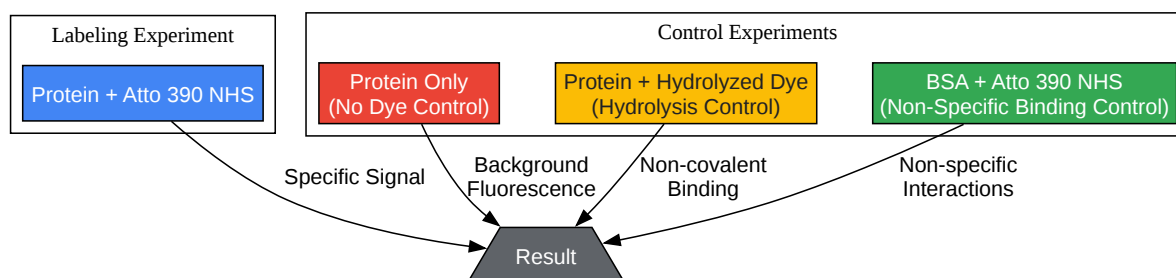 Labeling Experiment
Control Experiments
Protein + Atto 390 NHS
Protein Only
(No Dye Control)
Protein + Hydrolyzed Dye
(Hydrolysis Control)
BSA + Atto 390 NHS
(Non-Specific Binding Control)
Specific Signal
Background
Fluorescence
Non-covalent
Binding
Non-specific
Interactions
Result